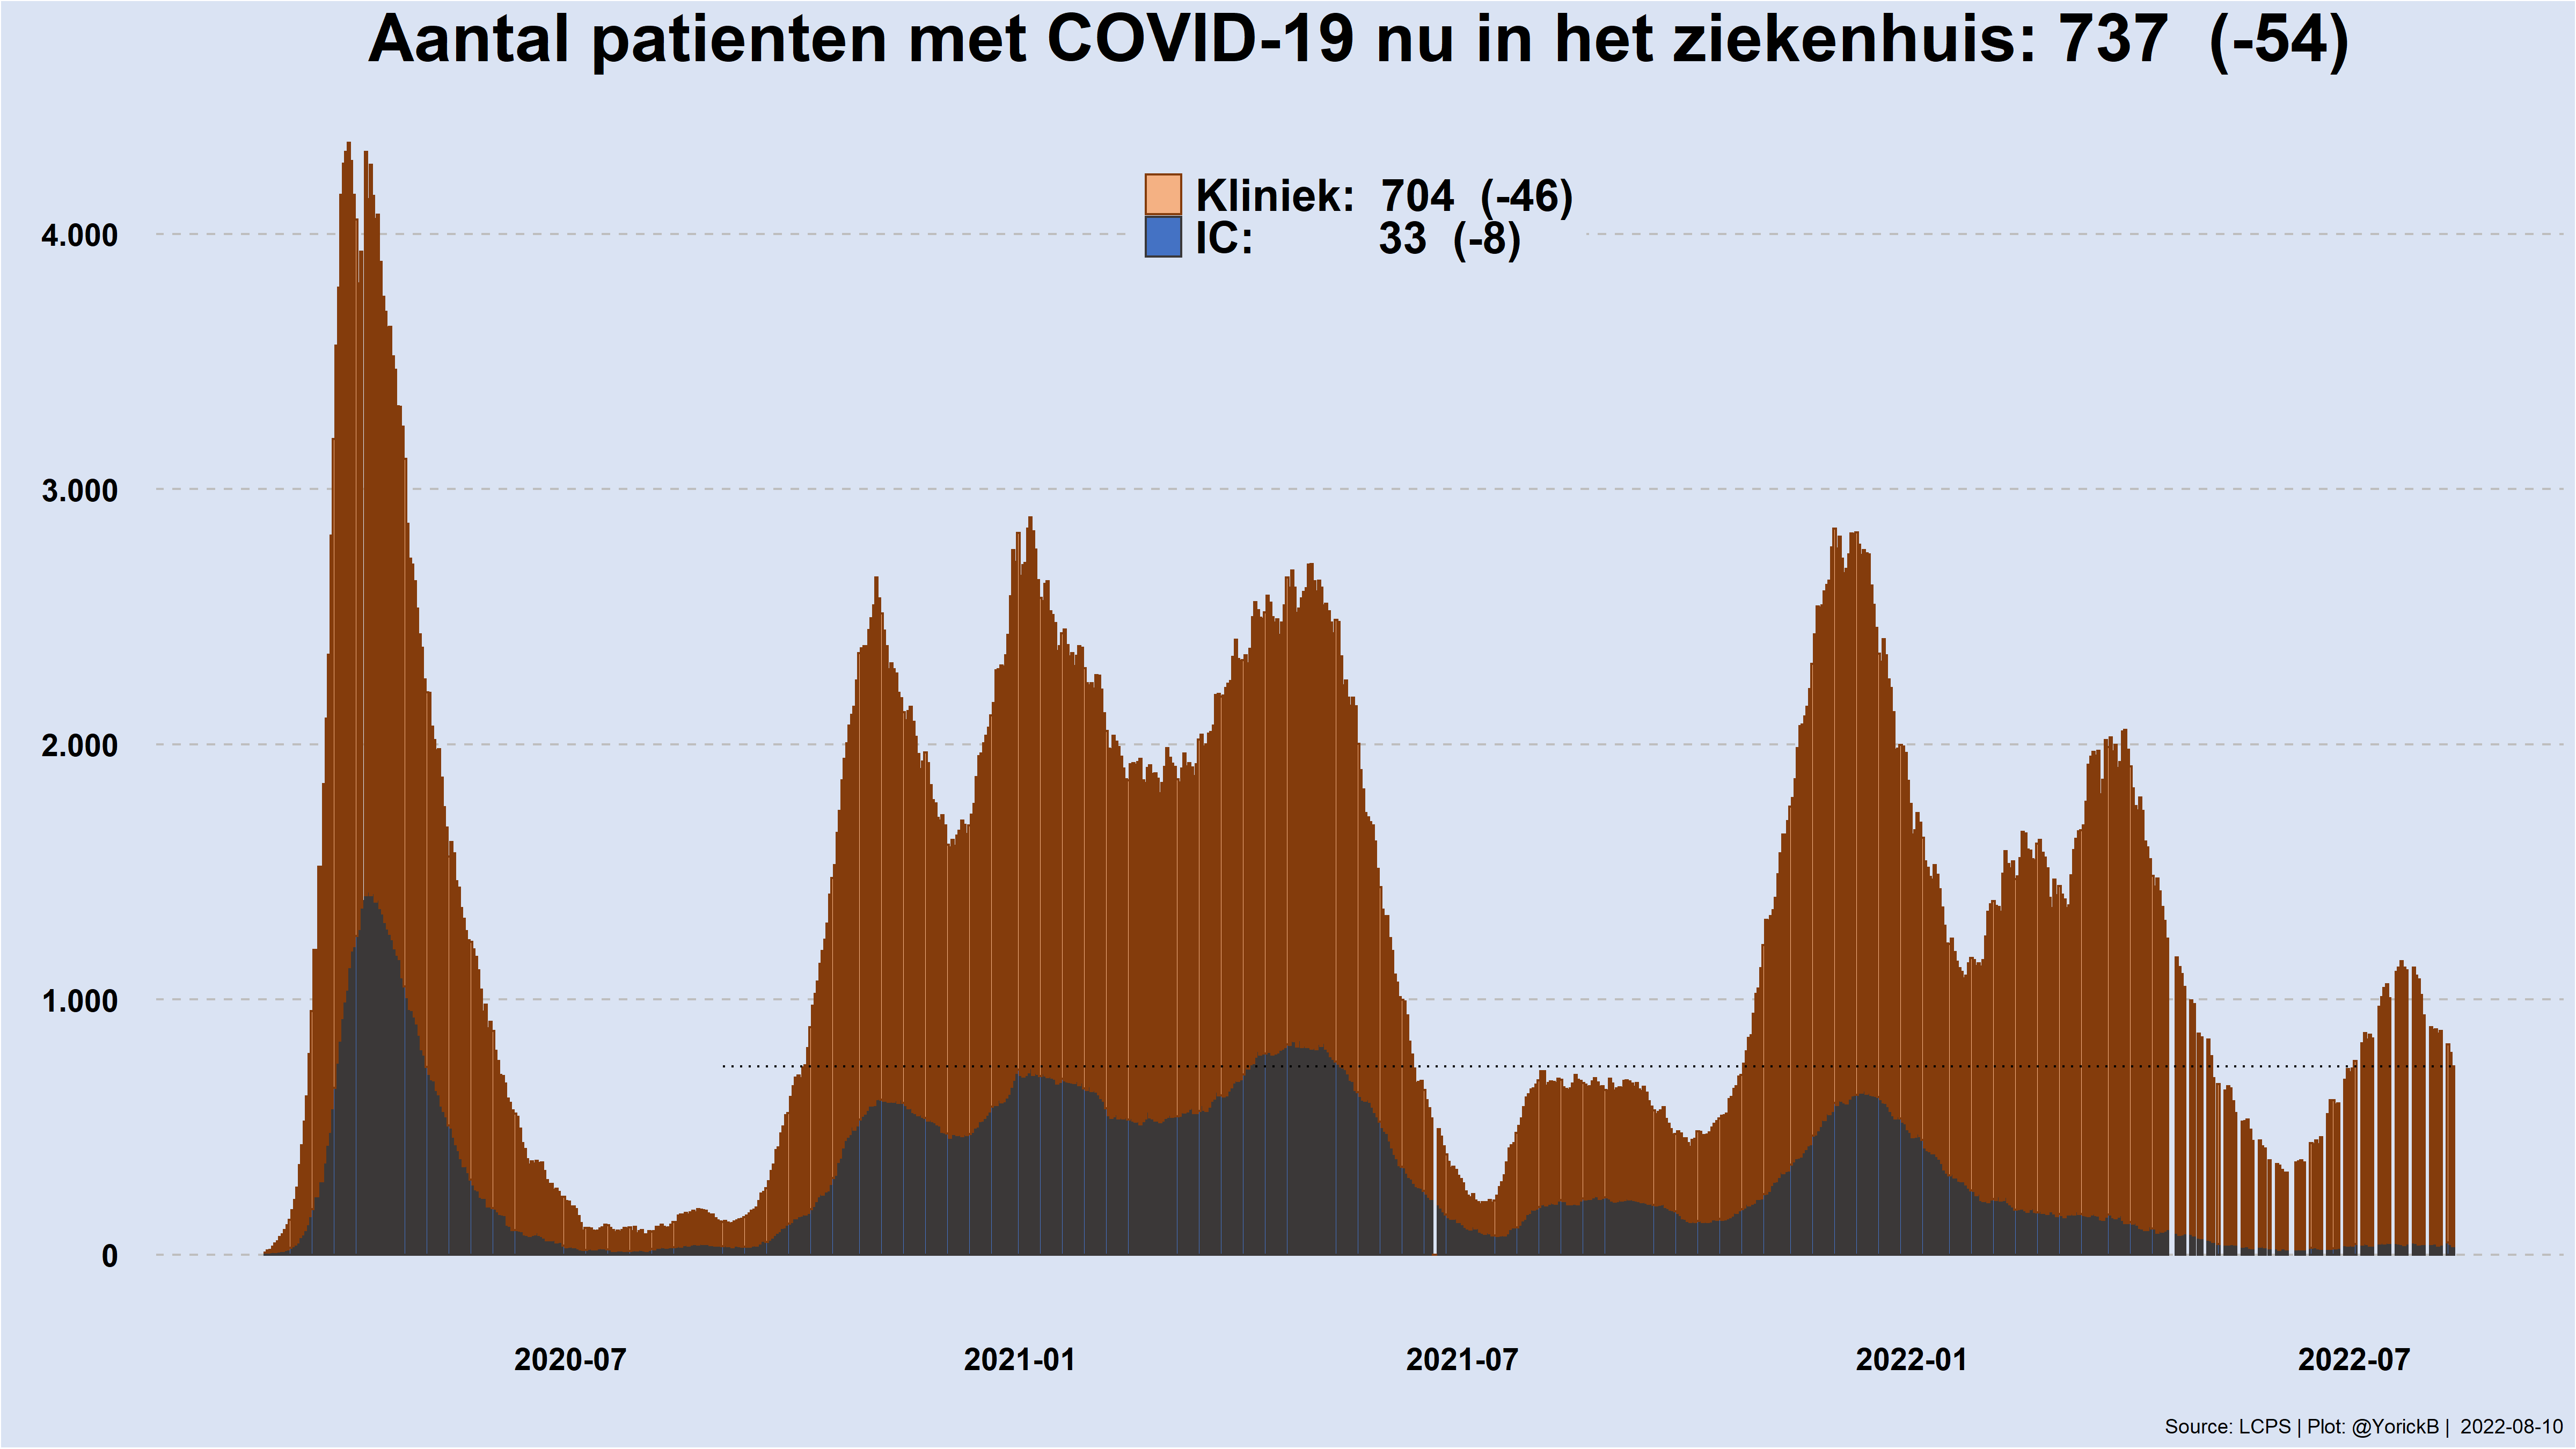 Aantal patienten met COVID-19 nu in het ziekenhuis: 737 (-54)
Kliniek: 704 (-46)
IC: 33 (-8)
4.000
3.000
2.000
1.000
0
2020-07 2021-01 2021-07 2022-01 2022-07
Source: LCPS | Plot: @YorickB | 2022-08-10